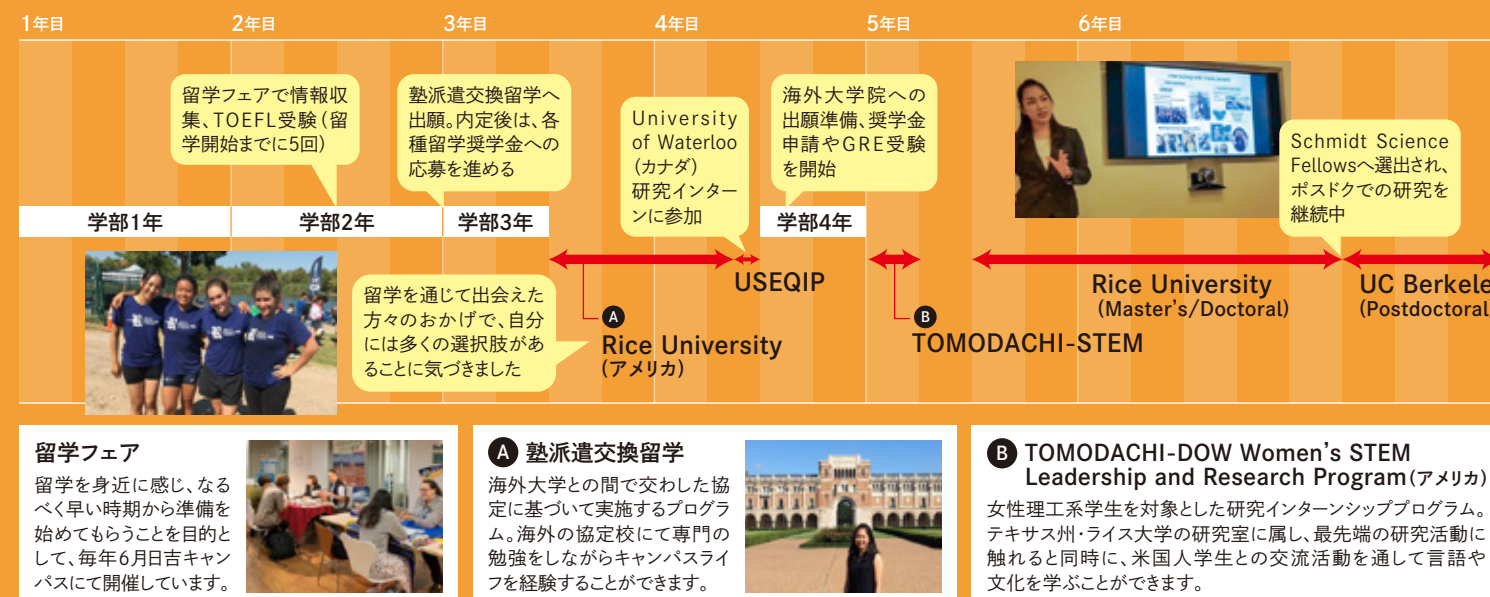 1年目 2年目 3年目 4年目 5年目 6年目
留学フェアで情報収
集、TOEFL受験（留
学開始までに5回）
塾派遣交換留学へ
出願。内定後は、各
種留学奨学金への
応募を進める
University
of Waterloo
（カナダ）
研究インター
ンに参加
海外大学院への
出願準備、奨学金
申請やGRE受験
を開始
Schmidt Science
Fellowsへ選出され、
ポスドクでの研究を
継続中
学部1年 学部2年 学部3年 学部4年
USEQIP
Rice University
(Master's/Doctoral)
UC Berkele
(Postdoctoral
留学を通じて出会えた
方々のおかげで、自分
には多くの選択肢があ
ることに気づきました
A
Rice University
(アメリカ)
B
TOMODACHI-STEM
留学フェア
留学を身近に感じ、なる
べく早い時期から準備を
始めてもらうことを目的と
して、毎年6月日吉キャン
パスにて開催しています。
A 塾派遣交換留学
海外大学との間で交わした協
定に基づいて実施するプログラ
ム。海外の協定校にて専門の
勉強をしながらキャンパスライ
フを経験することができます。
B TOMODACHI-DOW Women's STEM
Leadership and Research Program(アメリカ)
女性理工系学生を対象とした研究インターンシッププログラム。
テキサス州・ライス大学の研究室に属し、最先端の研究活動に
触れると同時に、米国人学生との交流活動を通して言語や
文化を学ぶことができます。